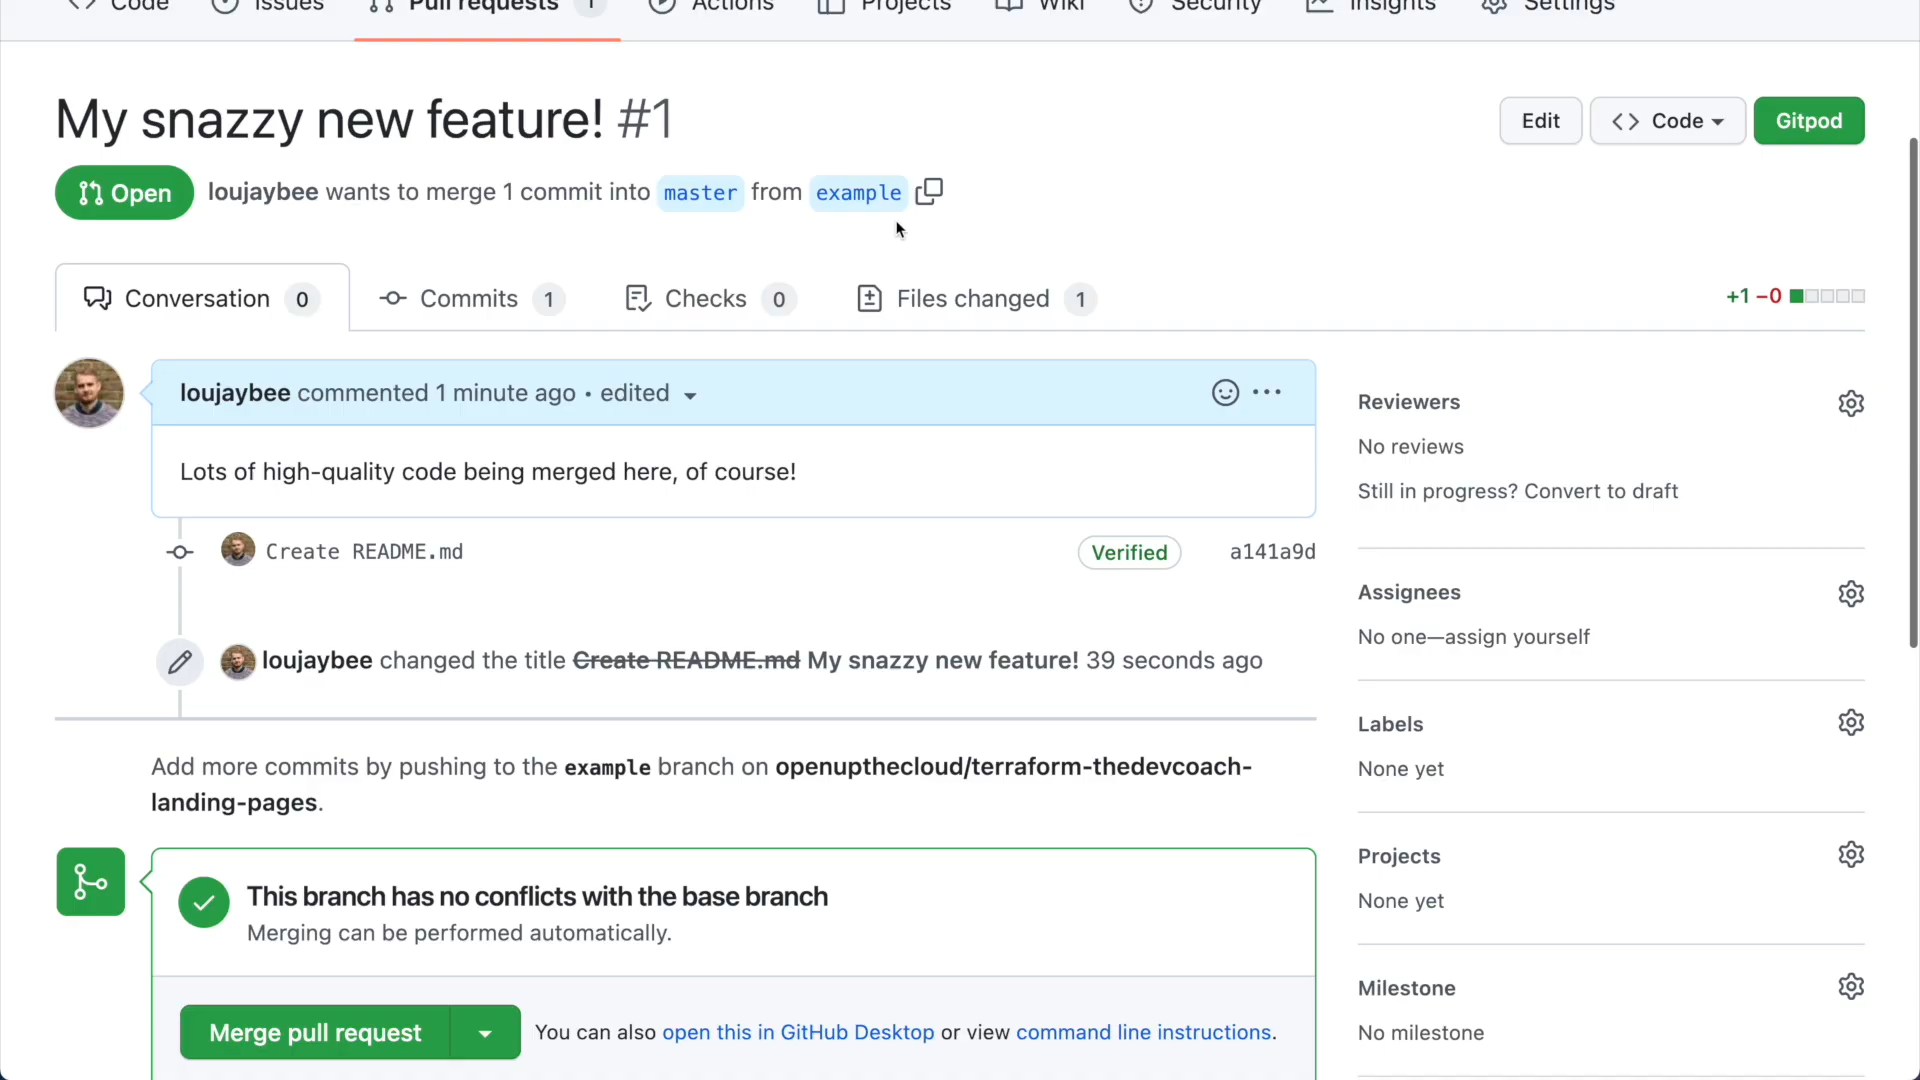 Code Issues Pull requests 1 Actions Projects Wiki Security Insights Settings
My snazzy new feature! #1
Edit <> Code Gitpod
Open loujaybee wants to merge 1 commit into master from example
Conversation 0 Commits 1 Checks 0 Files changed 1 +1 −0
loujaybee commented 1 minute ago • edited
Lots of high-quality code being merged here, of course!
Create README.md Verified a141a9d
loujaybee changed the title Create README.md My snazzy new feature! 39 seconds ago
Add more commits by pushing to the example branch on openupthecloud/terraform-thedevcoach-
landing-pages.
This branch has no conflicts with the base branch
Merging can be performed automatically.
Merge pull request You can also open this in GitHub Desktop or view command line instructions.
Reviewers
No reviews
Still in progress? Convert to draft
Assignees
No one—assign yourself
Labels
None yet
Projects
None yet
Milestone
No milestone